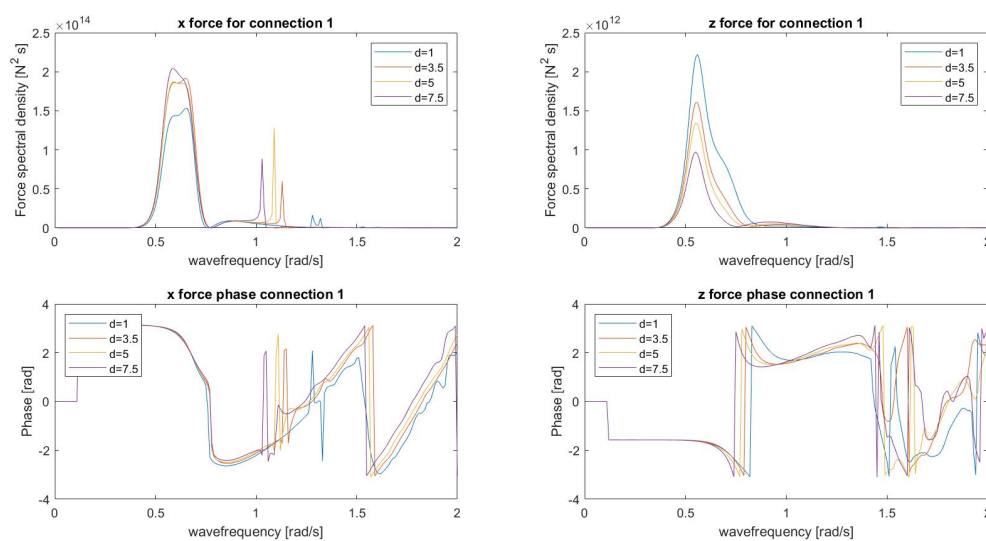 x force for connection 1
×10^14
Force spectral density [N² s]
2.5
2
1.5
1
0.5
0
0 0.5 1 1.5 2
wavefrequency [rad/s]
d=1
d=3.5
d=5
d=7.5
z force for connection 1
×10^12
Force spectral density [N² s]
2.5
2
1.5
1
0.5
0
0 0.5 1 1.5 2
wavefrequency [rad/s]
d=1
d=3.5
d=5
d=7.5
x force phase connection 1
Phase [rad]
4
2
0
-2
-4
0 0.5 1 1.5 2
wavefrequency [rad/s]
d=1
d=3.5
d=5
d=7.5
z force phase connection 1
Phase [rad]
4
2
0
-2
-4
0 0.5 1 1.5 2
wavefrequency [rad/s]
d=1
d=3.5
d=5
d=7.5